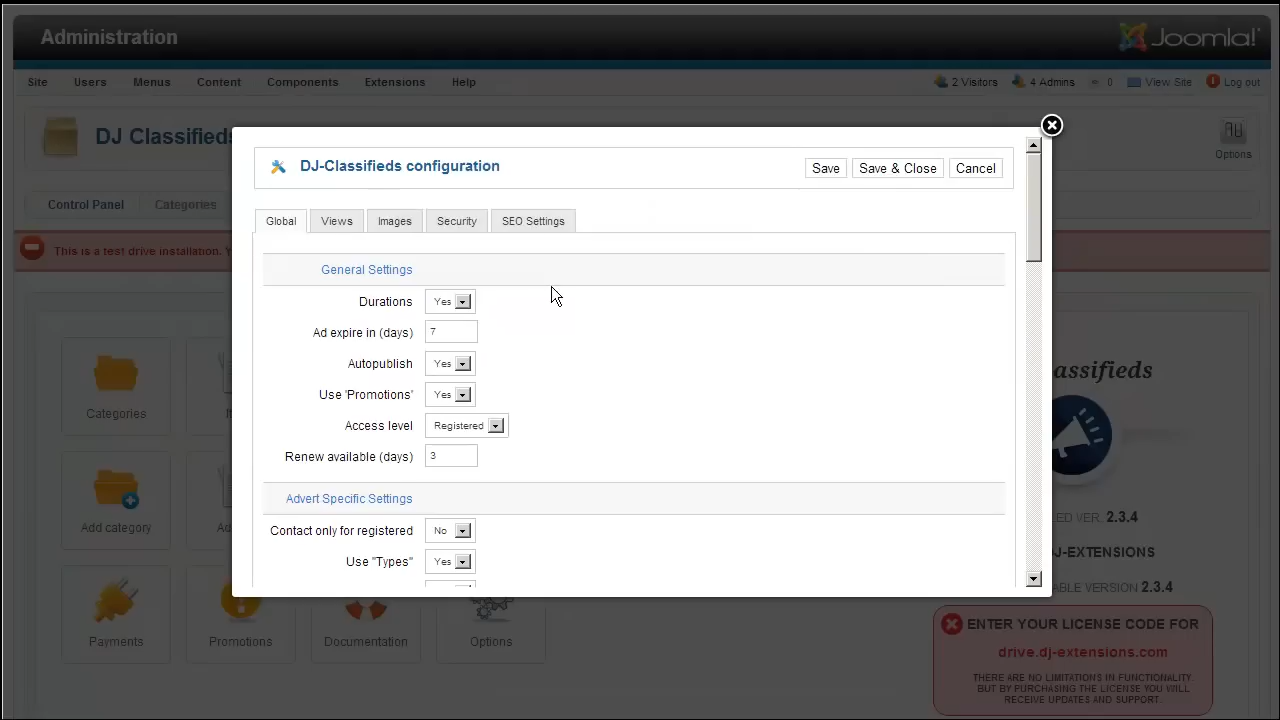 Administration
Joomla!
Site Users Menus Content Components Extensions Help
2 Visitors 4 Admins 0 View Site Log out
DJ Classifieds
Options
DJ-Classifieds configuration
Save Save & Close Cancel
Control Panel Categories
Global Views Images Security SEO Settings
This is a test drive installation.
General Settings
Durations Yes
Ad expire in (days) 7
Autopublish Yes
Use 'Promotions' Yes
Access level Registered
Renew available (days) 3
Advert Specific Settings
Contact only for registered No
Use "Types" Yes
Categories
Add category
Payments
Promotions
Documentation
Options
assifieds
ED VER. 2.3.4
J-EXTENSIONS
ABLE VERSION 2.3.4
ENTER YOUR LICENSE CODE FOR
drive.dj-extensions.com
THERE ARE NO LIMITATIONS IN FUNCTIONALITY.
BUT BY PURCHASING THE LICENSE YOU WILL
RECEIVE UPDATES AND SUPPORT.